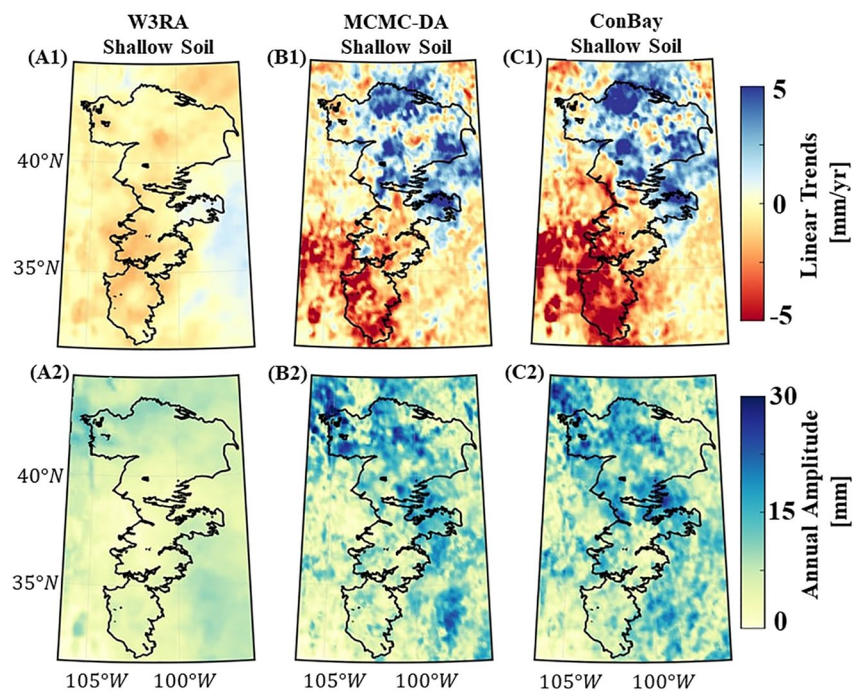 W3RA
Shallow Soil
MCMC-DA
Shallow Soil
ConBay
Shallow Soil
(A1)
(B1)
(C1)
40°N
35°N
5
0
-5
Linear Trends
[mm/yr]
(A2)
(B2)
(C2)
40°N
35°N
30
15
0
Annual Amplitude
[mm]
105°W
100°W
105°W
100°W
105°W
100°W